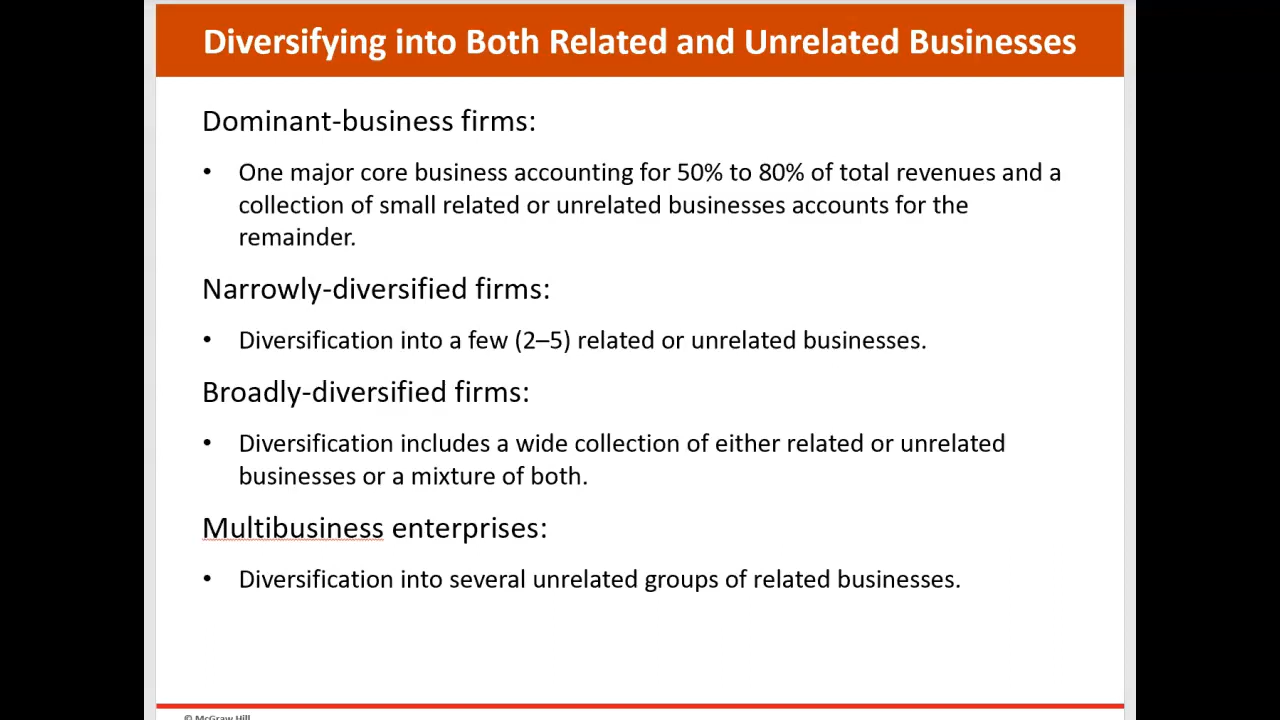 Diversifying into Both Related and Unrelated Businesses
Dominant-business firms:
• One major core business accounting for 50% to 80% of total revenues and a
collection of small related or unrelated businesses accounts for the
remainder.
Narrowly-diversified firms:
• Diversification into a few (2–5) related or unrelated businesses.
Broadly-diversified firms:
• Diversification includes a wide collection of either related or unrelated
businesses or a mixture of both.
Multibusiness enterprises:
• Diversification into several unrelated groups of related businesses.
© McGraw Hill